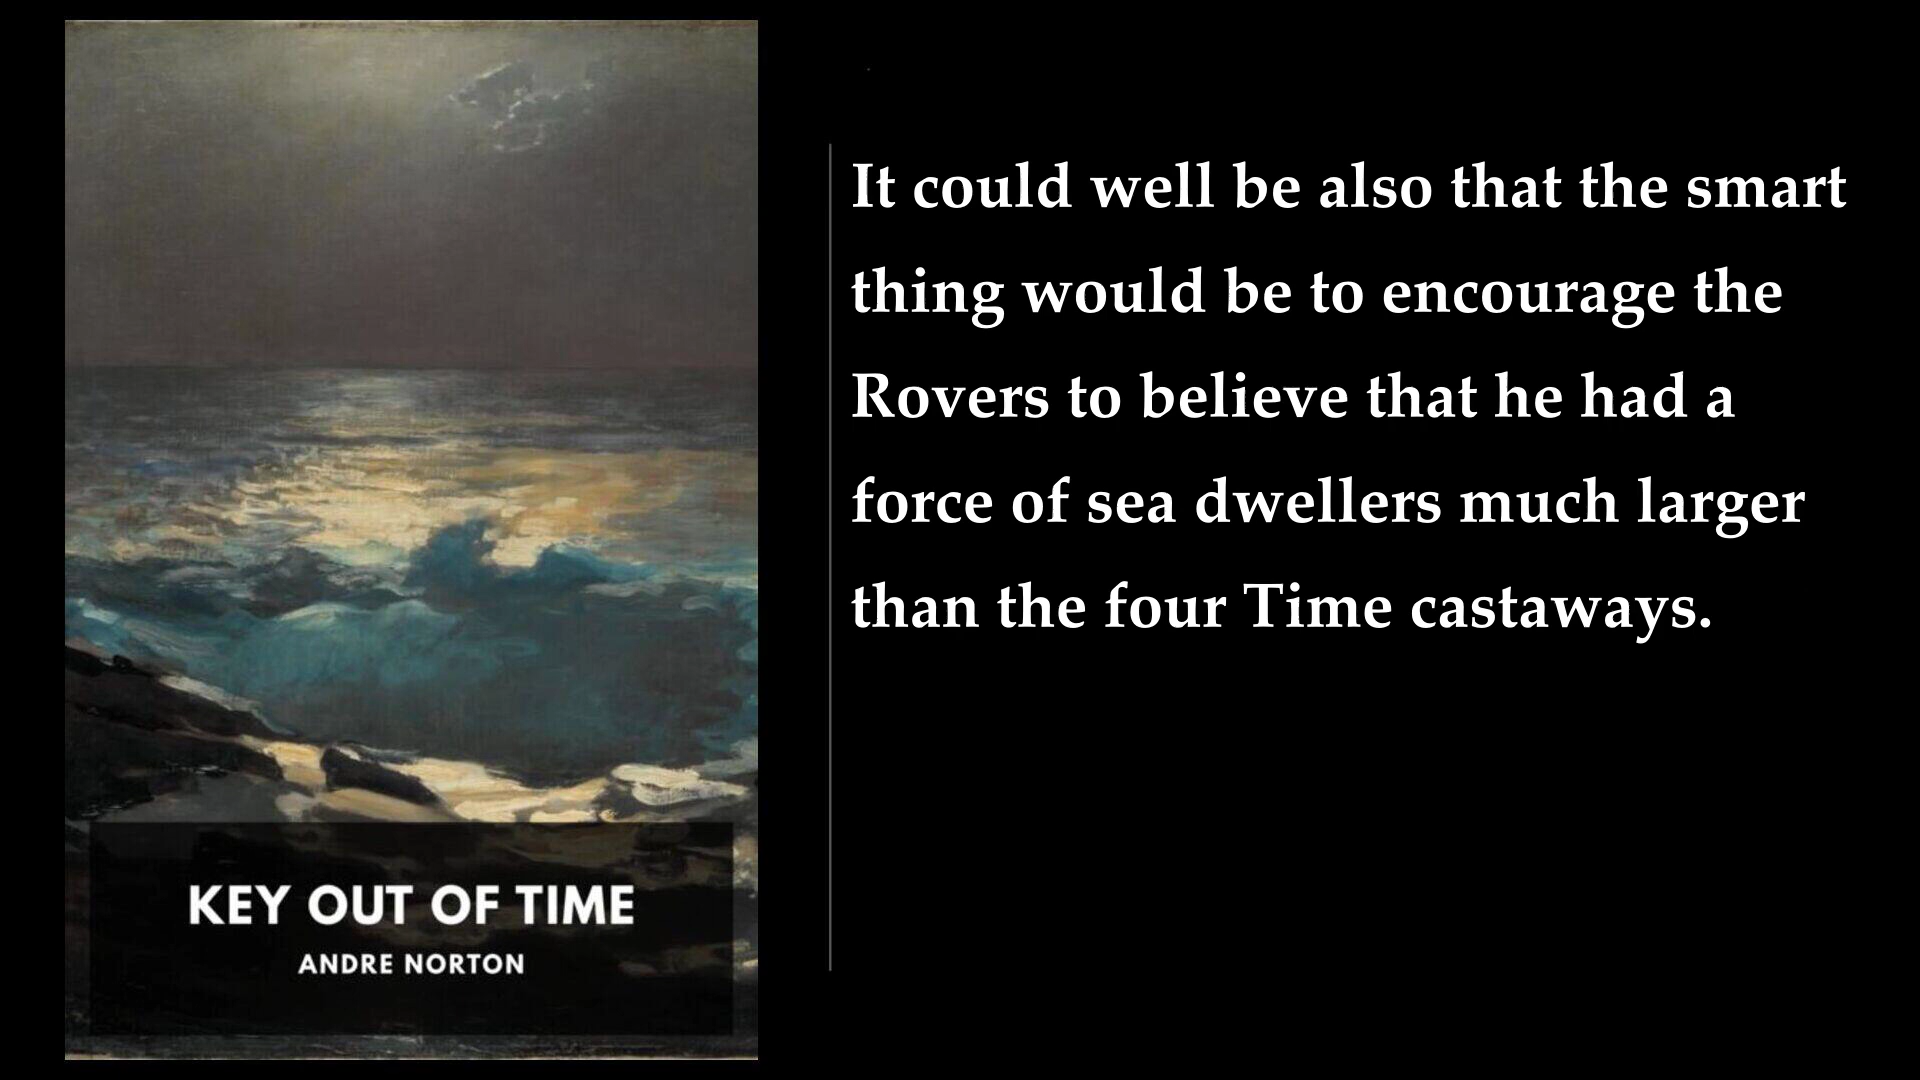 It could well be also that the smart
thing would be to encourage the
Rovers to believe that he had a
force of sea dwellers much larger
than the four Time castaways.
KEY OUT OF TIME
ANDRE NORTON